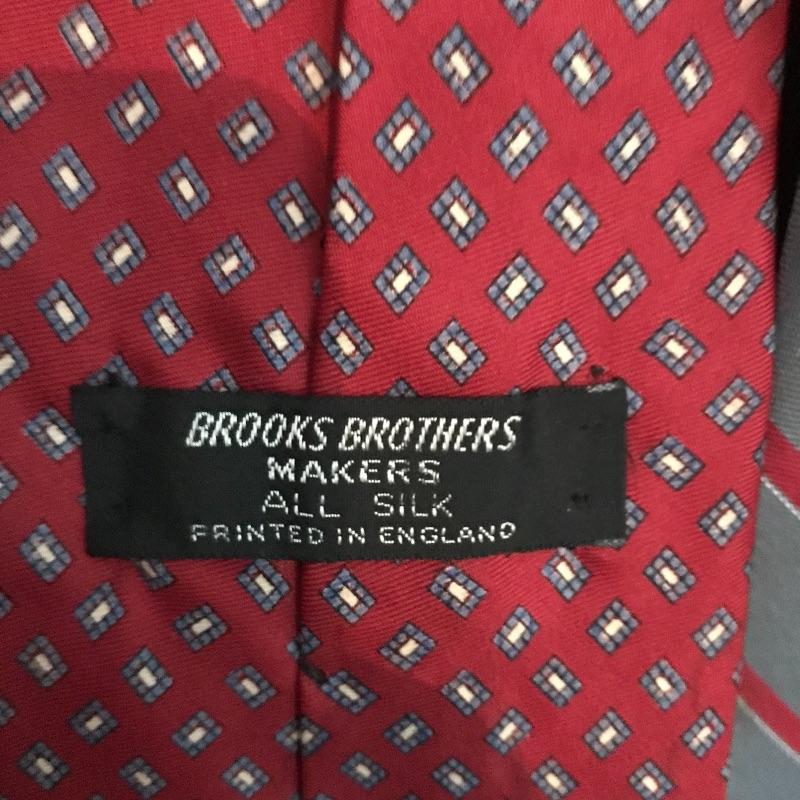 BROOKS BROTHERS
MAKERS
ALL SILK
PRINTED IN ENGLAND